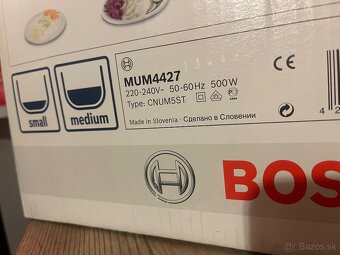 MUM4427
220-240V~ 50-60Hz 500W
Type: CNUM5ST
Made in Slovenia · Сделано в Словении
small
medium
CE
BOS
Bazos.sk